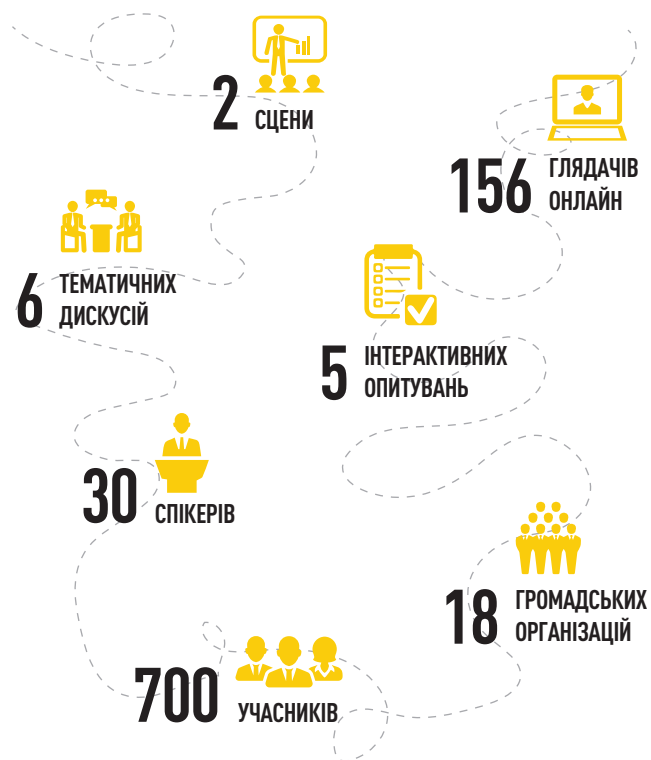 2 СЦЕНИ
6 ТЕМАТИЧНИХ
ДИСКУСІЙ
30 СПІКЕРІВ
700 УЧАСНИКІВ
156 ГЛЯДАЧІВ
ОНЛАЙН
5 ІНТЕРАКТИВНИХ
ОПИТУВАНЬ
18 ГРОМАДСЬКИХ
ОРГАНІЗАЦІЙ